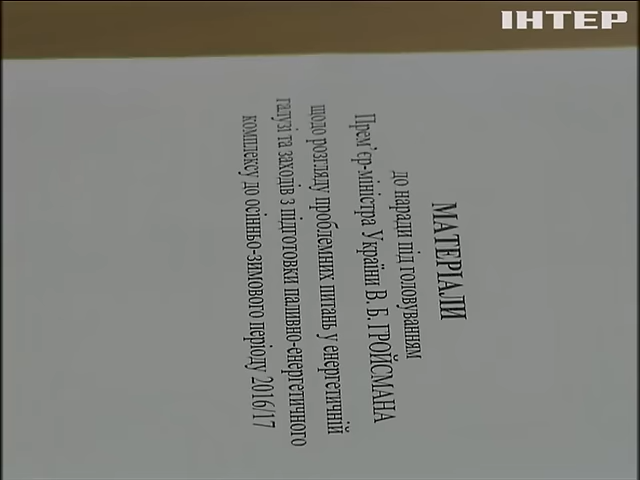 ІНТЕР
МАТЕРІАЛИ
до наради під головуванням
Прем'єр-міністра України В. Б. ГРОЙСМАНА
щодо розгляду проблемних питань у енергетичній
галузі та заходів з підготовки паливно-енергетичного
комплексу до осінньо-зимового періоду 2016/17